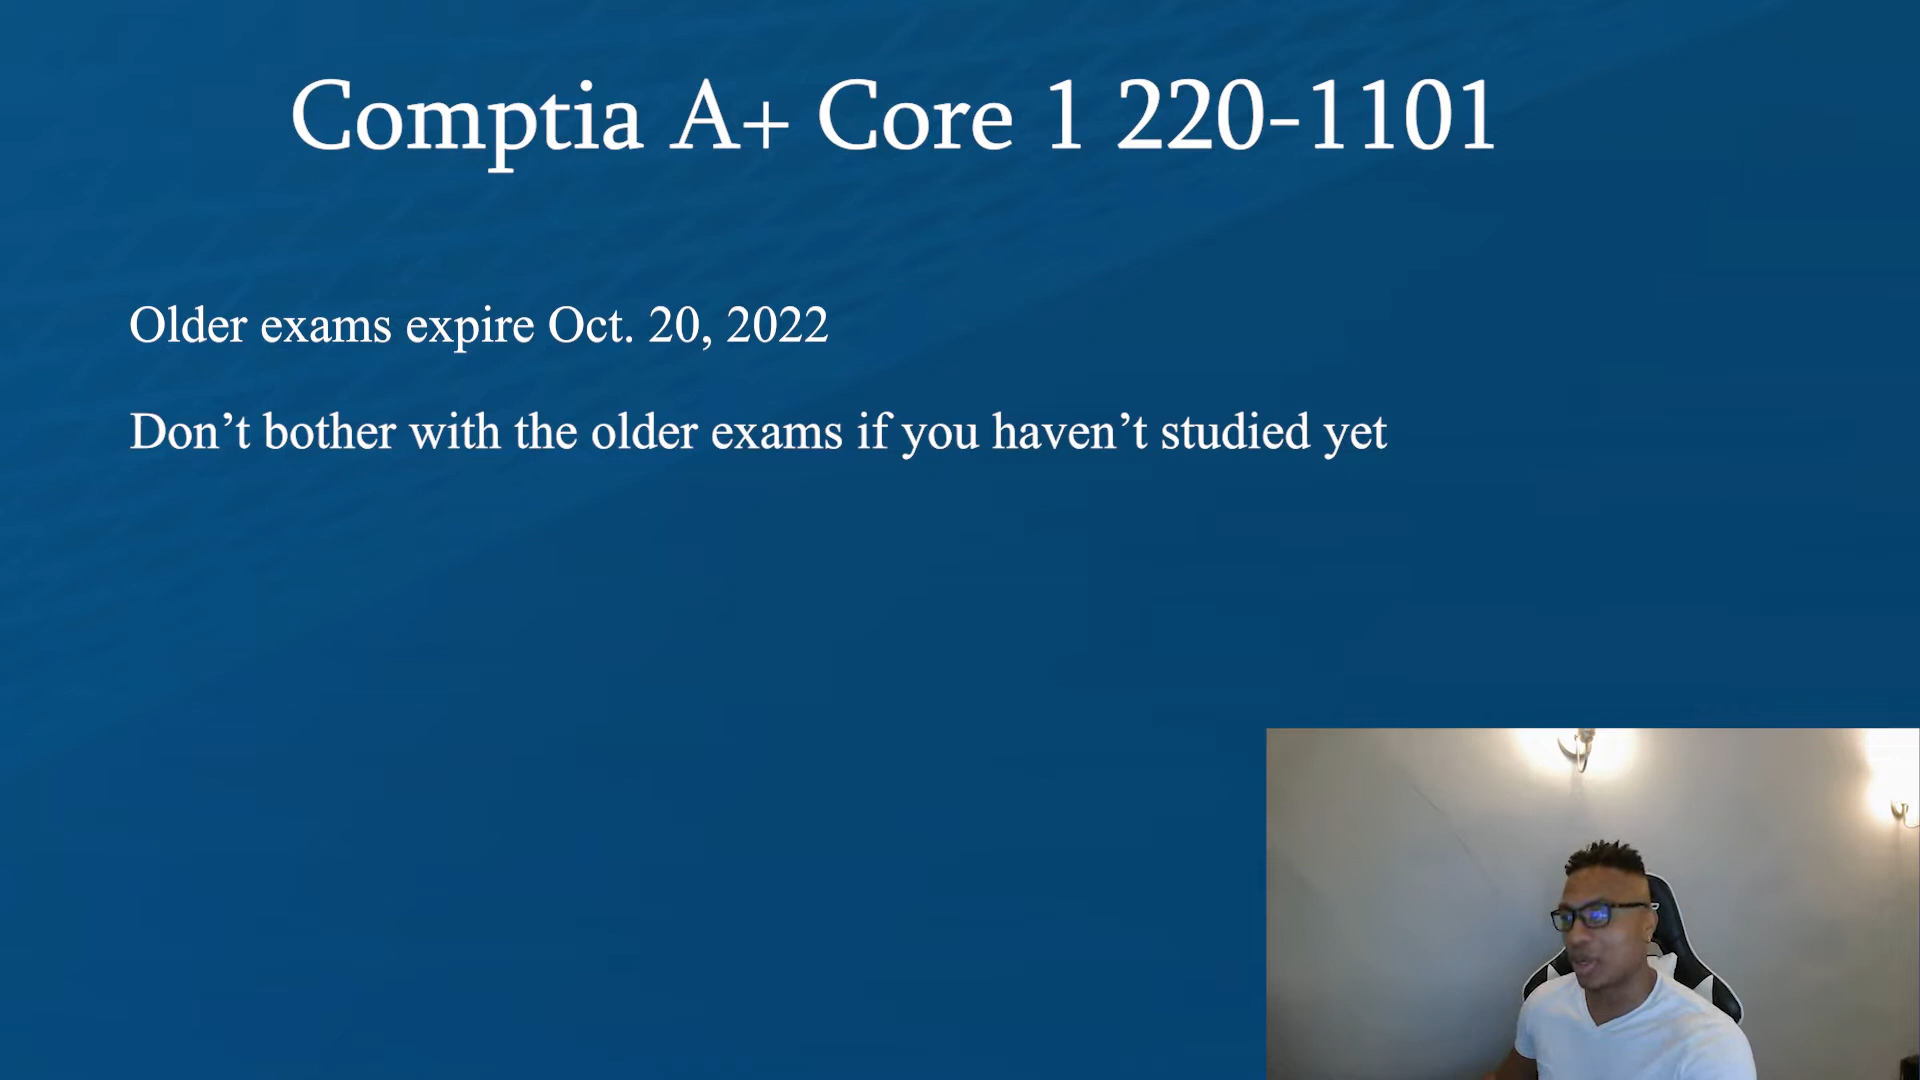 Comptia A+ Core 1 220-1101
Older exams expire Oct. 20, 2022
Don’t bother with the older exams if you haven’t studied yet